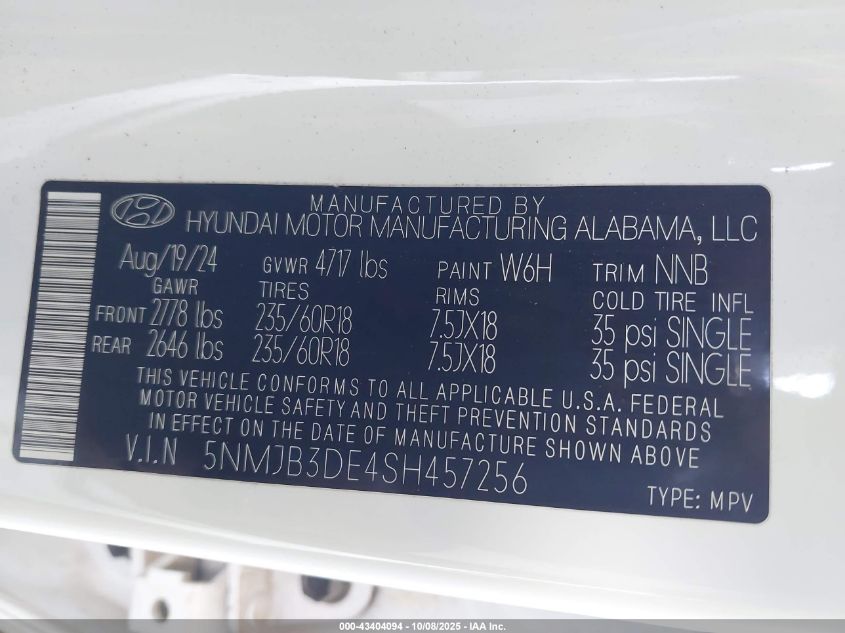 MANUFACTURED BY
HYUNDAI MOTOR MANUFACTURING ALABAMA, LLC
Aug/19/24 GVWR 4717 lbs PAINT W6H TRIM NNB
GAWR TIRES RIMS COLD TIRE INFL
FRONT 2778 lbs 235/60R18 7.5JX18 35 psi SINGLE
REAR 2646 lbs 235/60R18 7.5JX18 35 psi SINGLE
THIS VEHICLE CONFORMS TO ALL APPLICABLE U.S.A. FEDERAL
MOTOR VEHICLE SAFETY AND THEFT PREVENTION STANDARDS
IN EFFECT ON THE DATE OF MANUFACTURE SHOWN ABOVE
V.I.N 5NMJB3DE4SH457256
TYPE: MPV
000-43404094 - 10/08/2025 - IAA Inc.